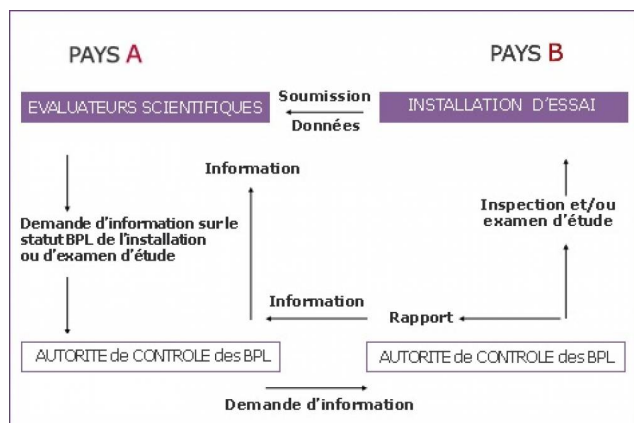 PAYS A
PAYS B
EVALUATEURS SCIENTIFIQUES
Soumission
Données
INSTALLATION D'ESSAI
Information
Inspection et/ou
examen d'étude
Demande d'information sur le
statut BPL de l'installation
ou d'examen d'étude
Information
Rapport
AUTORITE de CONTROLE des BPL
AUTORITE de CONTROLE des BPL
Demande d'information